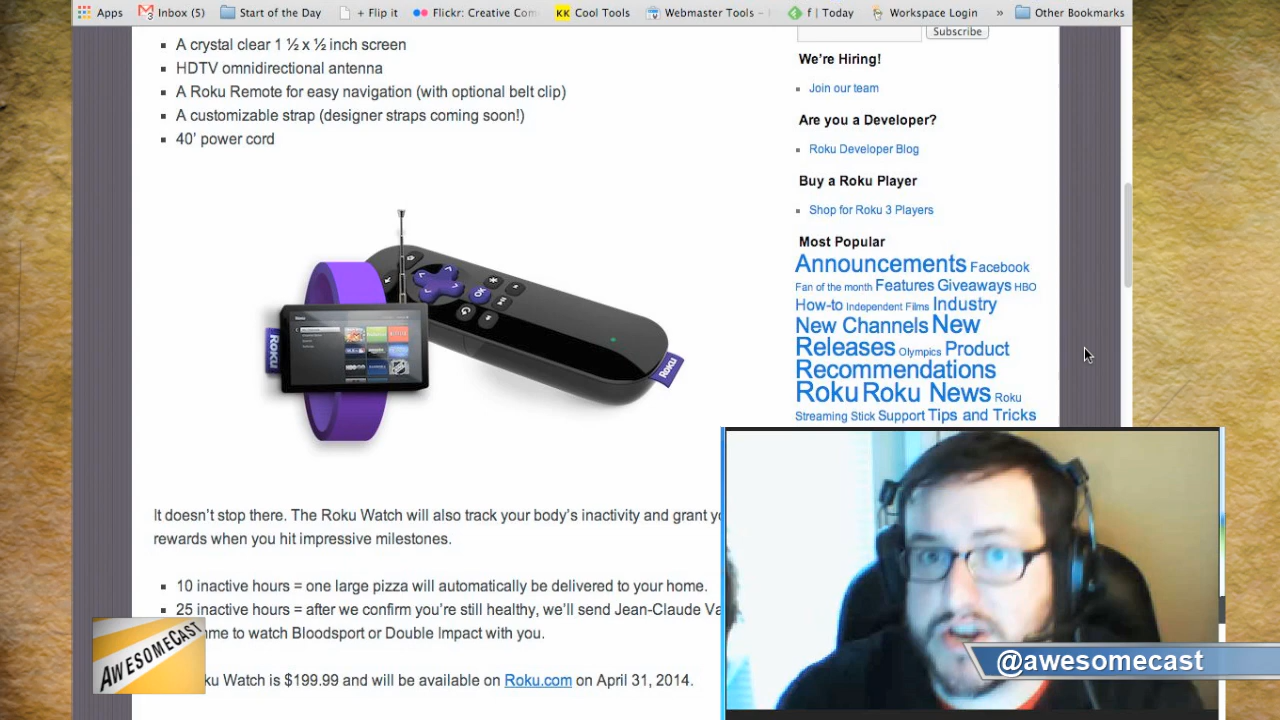 Apps
Inbox (5)
Start of the Day
+ Flip it
Flickr: Creative Com
KK Cool Tools
Webmaster Tools -
f | Today
Workspace Login
»
Other Bookmarks
A crystal clear 1 ½ x ½ inch screen
HDTV omnidirectional antenna
A Roku Remote for easy navigation (with optional belt clip)
A customizable strap (designer straps coming soon!)
40' power cord
Roku
OK
Roku
It doesn't stop there. The Roku Watch will also track your body's inactivity and grant
rewards when you hit impressive milestones.
10 inactive hours = one large pizza will automatically be delivered to your home.
25 inactive hours = after we confirm you're still healthy, we'll send Jean-Claude
to watch Bloodsport or Double Impact with you.
Watch is $199.99 and will be available on Roku.com on April 31, 2014.
Subscribe
We're Hiring!
Join our team
Are you a Developer?
Roku Developer Blog
Buy a Roku Player
Shop for Roku 3 Players
Most Popular
Announcements Facebook
Fan of the month Features Giveaways HBO
How-to Independent Films Industry
New Channels New
Releases Olympics Product
Recommendations
Roku Roku News Roku
Streaming Stick Support Tips and Tricks
AWESOMECAST
@awesomecast